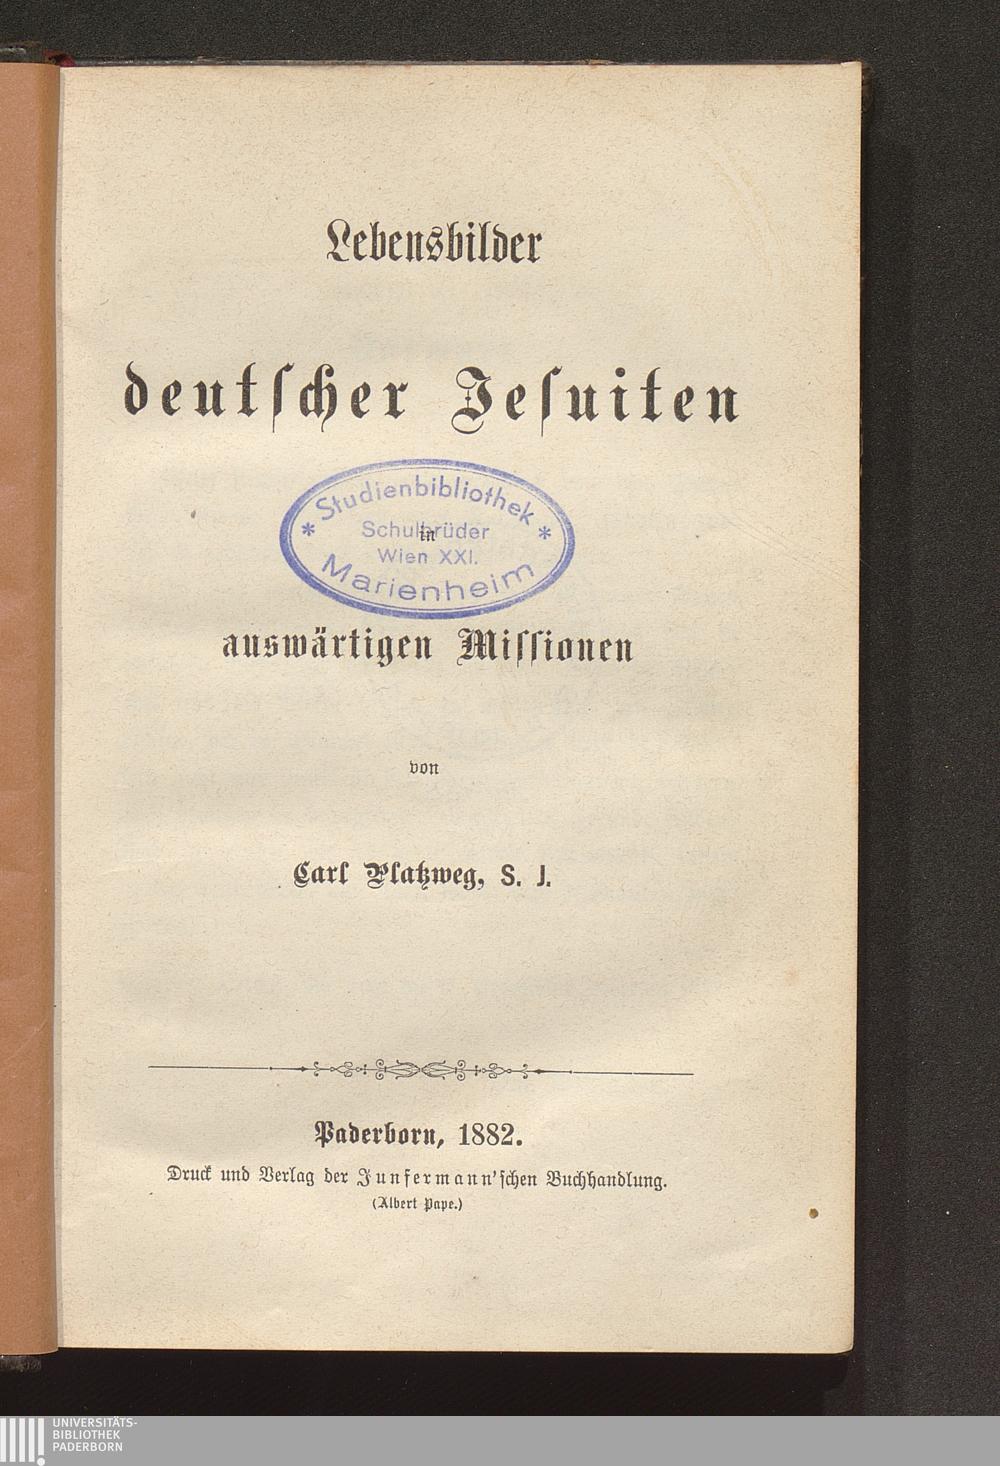 Lebensbilder
deutſcher Jeſuiten
* Studienbibliothek *
Schulbrüder
in
Wien XXI.
Marienheim
auswärtigen Miſſionen
von
Carl Platzweg, S. J.
Paderborn, 1882.
Druck und Verlag der Junfermann'ſchen Buchhandlung.
(Albert Pape.)
UNIVERSITÄTS-
BIBLIOTHEK
PADERBORN